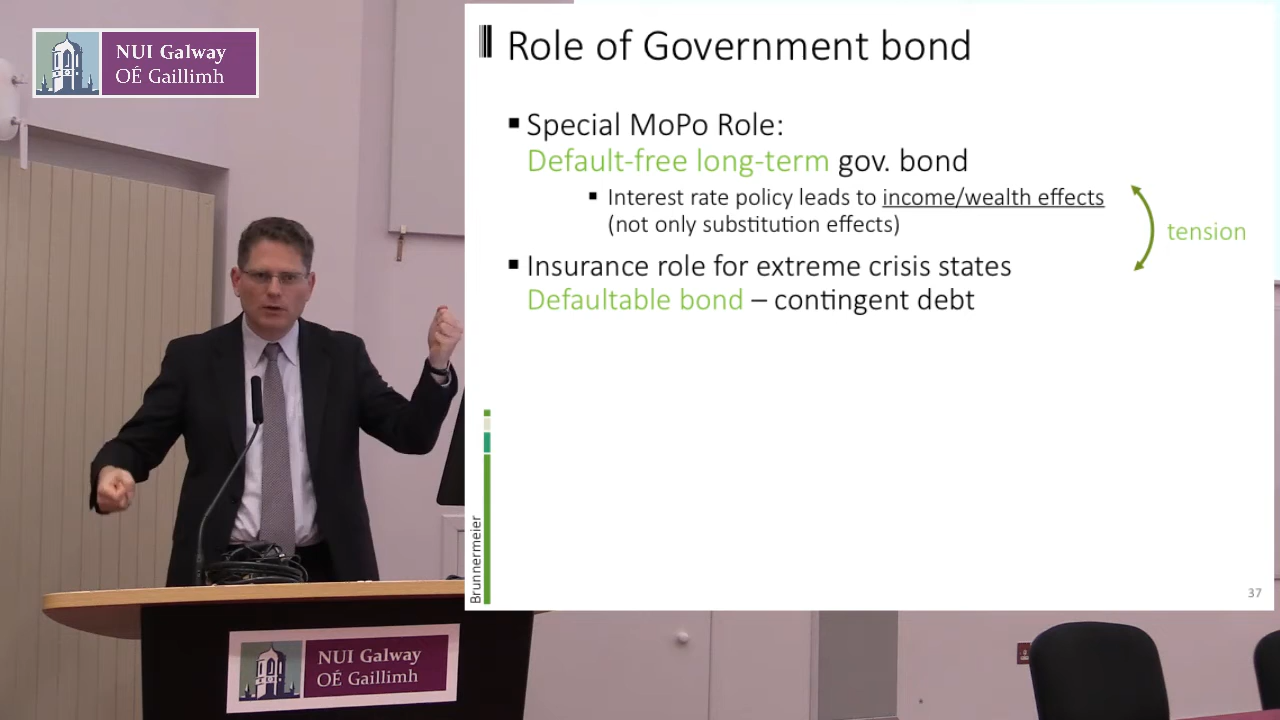 NUI Galway
OÉ Gaillimh
Role of Government bond
▪ Special MoPo Role:
Default-free long-term gov. bond
▪ Interest rate policy leads to income/wealth effects
(not only substitution effects)
tension
▪ Insurance role for extreme crisis states
Defaultable bond – contingent debt
Brunnermeier
37
NUI Galway
OÉ Gaillimh